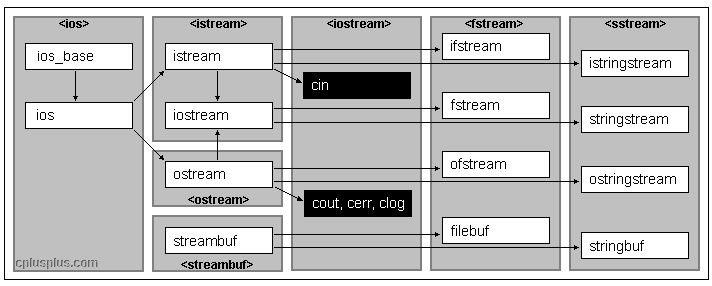 <ios>
<istream>
<iostream>
<fstream>
<sstream>
ios_base
istream
ifstream
istringstream
cin
ios
iostream
fstream
stringstream
ostream
ofstream
ostringstream
<ostream>
cout, cerr, clog
streambuf
filebuf
stringbuf
<streambuf>
cplusplus.com